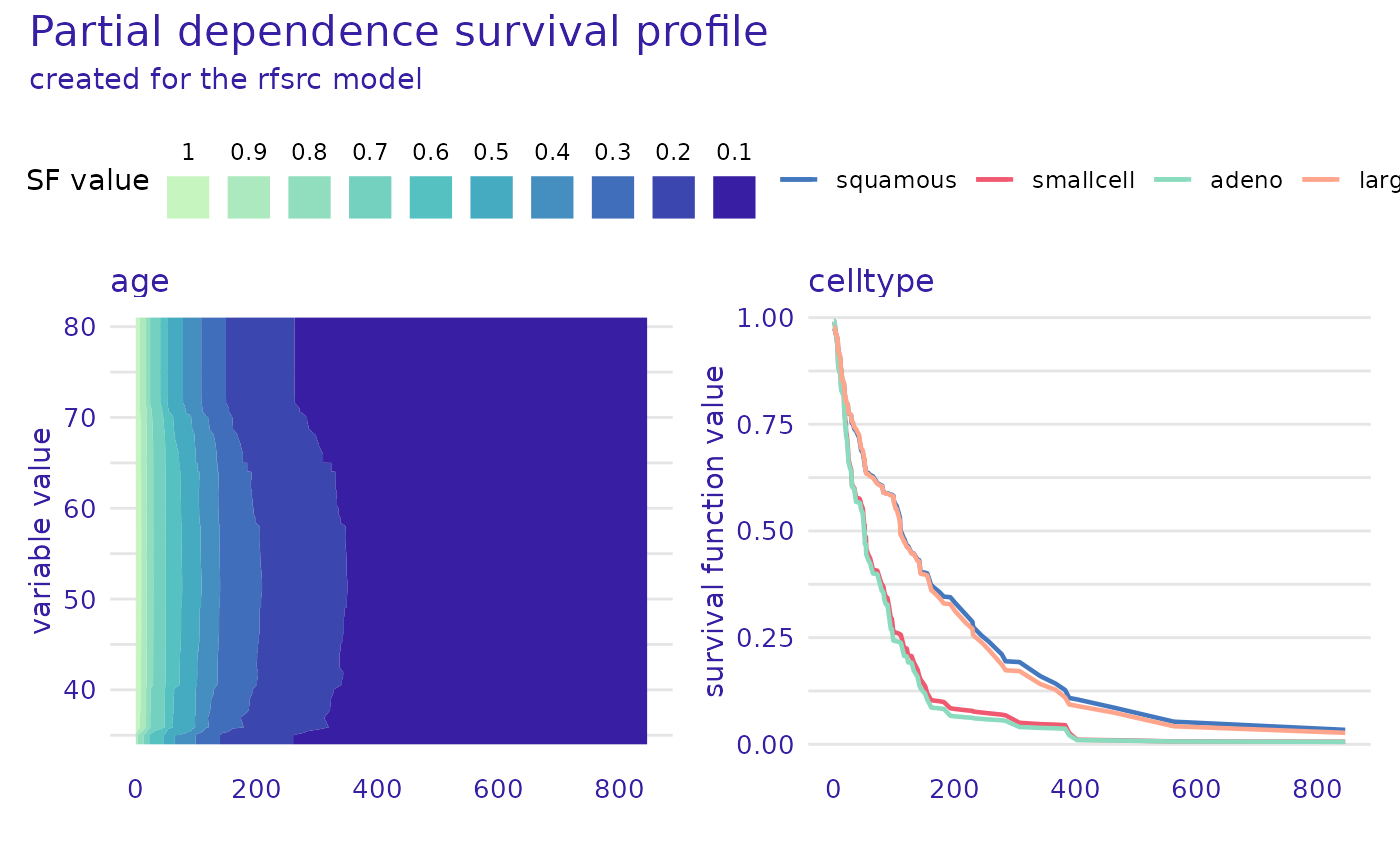 Partial dependence survival profile
created for the rfsrc model
1 0.9 0.8 0.7 0.6 0.5 0.4 0.3 0.2 0.1
SF value
squamous smallcell adeno larg
age
variable value
80
70
60
50
40
0 200 400 600 800
celltype
survival function value
1.00
0.75
0.50
0.25
0.00
0 200 400 600 800